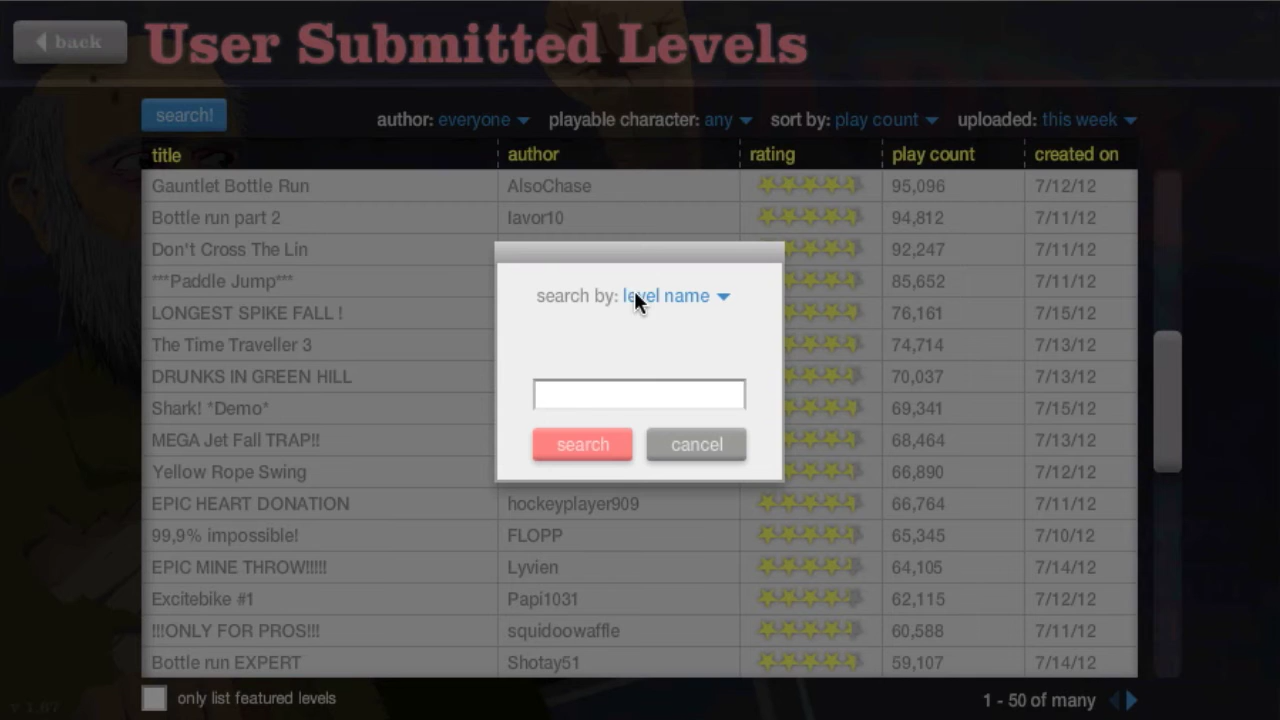 back User Submitted Levels
search! author: everyone playable character: any sort by: play count uploaded: this week
title author rating play count created on
Gauntlet Bottle Run AlsoChase 95,096 7/12/12
Bottle run part 2 lavor10 94,812 7/11/12
Don't Cross The Lin 92,247 7/11/12
***Paddle Jump*** 85,652 7/11/12
LONGEST SPIKE FALL ! 76,161 7/15/12
The Time Traveller 3 74,714 7/13/12
DRUNKS IN GREEN HILL 70,037 7/13/12
Shark! *Demo* 69,341 7/15/12
MEGA Jet Fall TRAP!! 68,464 7/13/12
Yellow Rope Swing 66,890 7/12/12
EPIC HEART DONATION hockeyplayer909 66,764 7/11/12
99,9% impossible! FLOPP 65,345 7/10/12
EPIC MINE THROW!!!!! Lyvien 64,105 7/14/12
Excitebike #1 Papi1031 62,115 7/12/12
!!!ONLY FOR PROS!!! squidoowaffle 60,588 7/11/12
Bottle run EXPERT Shotay51 59,107 7/14/12
search by: level name
search cancel
only list featured levels 1 - 50 of many
v 1.67